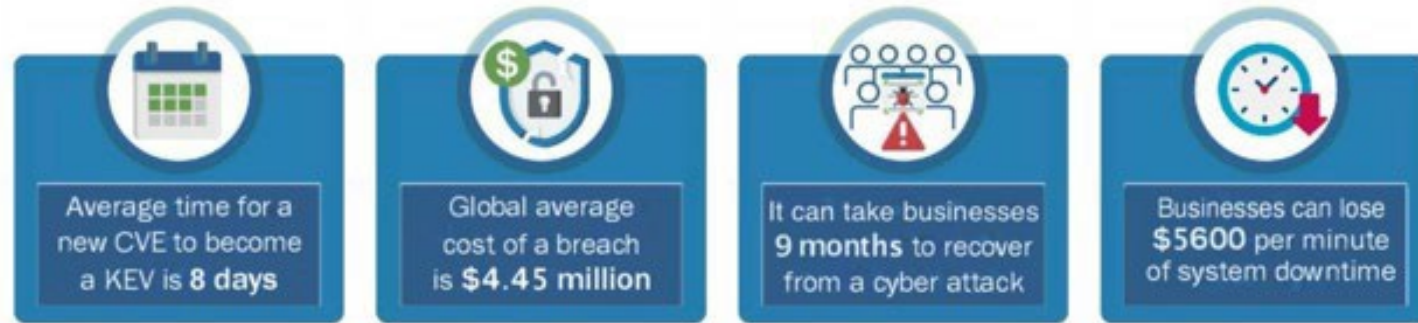 Average time for a
new CVE to become
a KEV is 8 days
Global average
cost of a breach
is $4.45 million
It can take businesses
9 months to recover
from a cyber attack
Businesses can lose
$5600 per minute
of system downtime
$